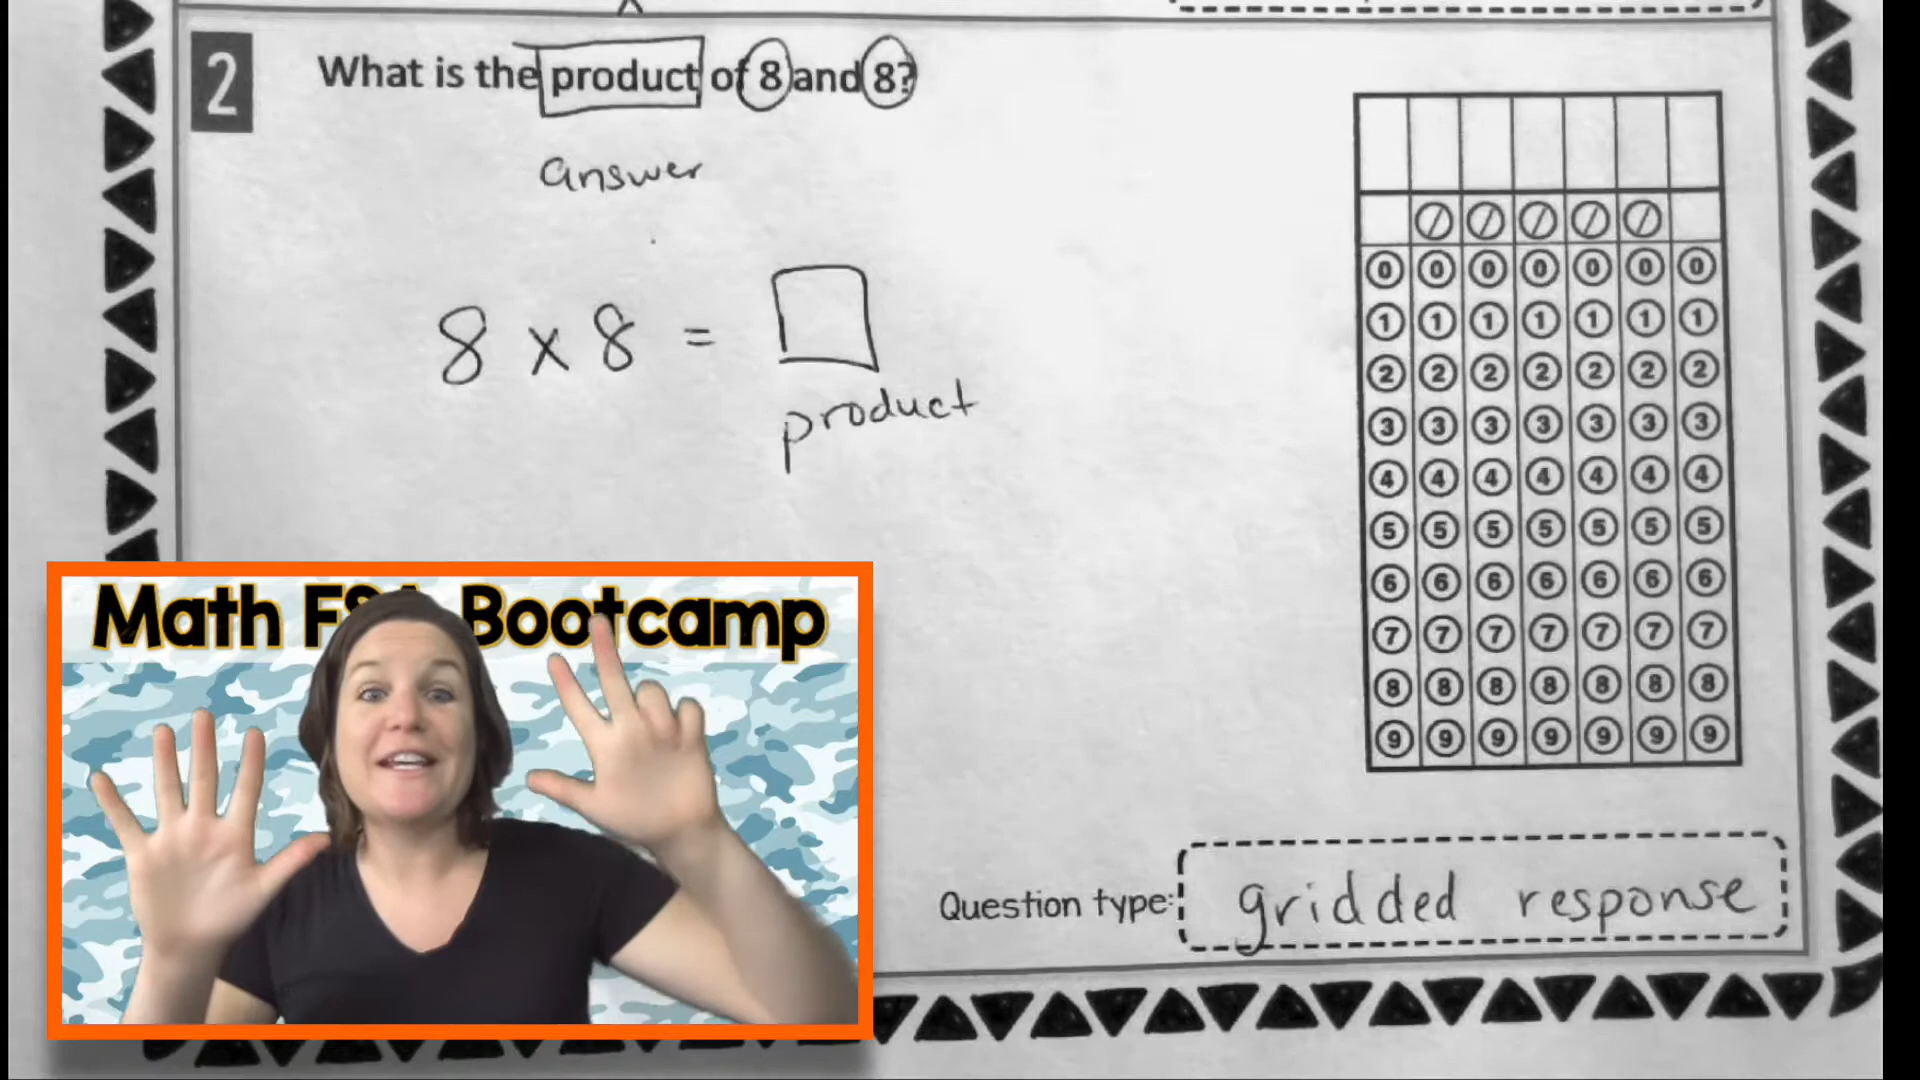 2
What is the product of 8 and 8?
answer
8 x 8 =
product
0 0 0 0 0 0 0
1 1 1 1 1 1 1
2 2 2 2 2 2 2
3 3 3 3 3 3 3
4 4 4 4 4 4 4
5 5 5 5 5 5 5
6 6 6 6 6 6 6
7 7 7 7 7 7 7
8 8 8 8 8 8 8
9 9 9 9 9 9 9
Question type: gridded response
Math Bootcamp